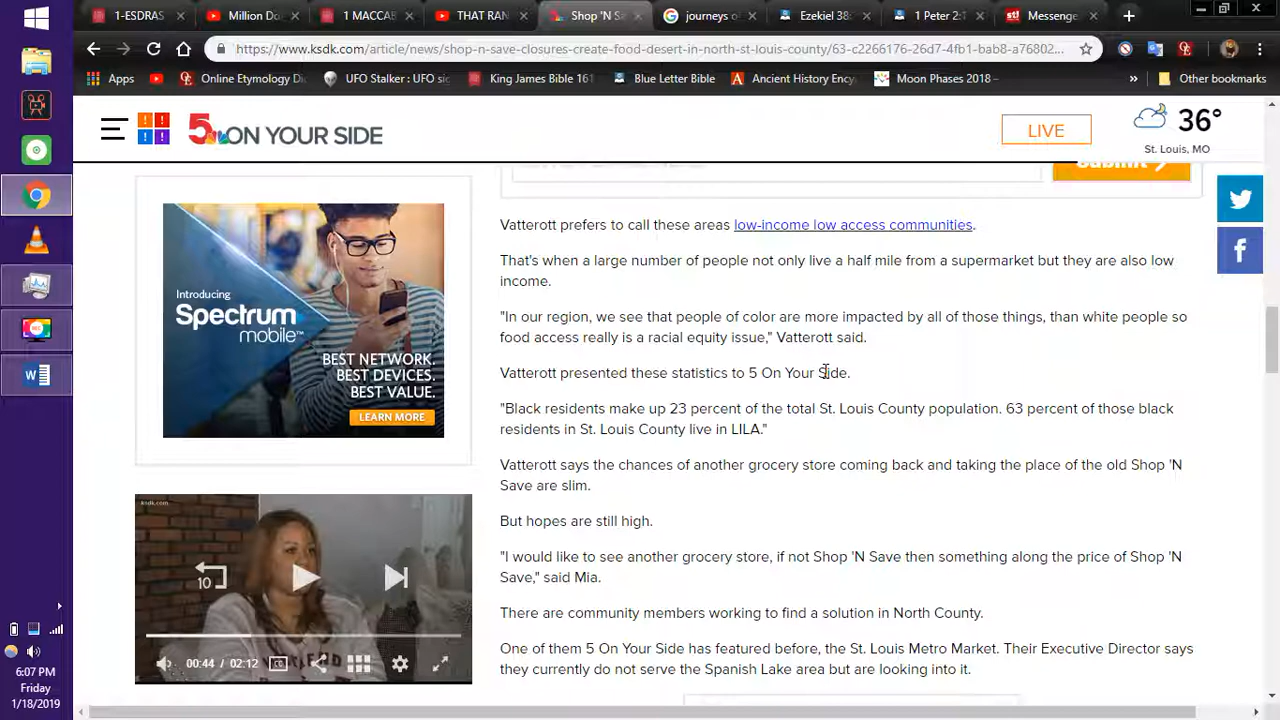 1-ESDRAS
Million Do
1 MACCAB
THAT RAN
Shop 'N Sa
journeys o
Ezekiel 38
1 Peter 2:1
Messenge
https://www.ksdk.com/article/news/shop-n-save-closures-create-food-desert-in-north-st-louis-county/63-c2266176-26d7-4fb1-bab8-a76802...
Apps
Online Etymology Di
UFO Stalker : UFO sig
King James Bible 161
Blue Letter Bible
Ancient History Ency
Moon Phases 2018 –
»
Other bookmarks
5 ON YOUR SIDE
LIVE
36°
St. Louis, MO
Submit
Vatterott prefers to call these areas low-income low access communities.
That's when a large number of people not only live a half mile from a supermarket but they are also low
income.
"In our region, we see that people of color are more impacted by all of those things, than white people so
food access really is a racial equity issue," Vatterott said.
Vatterott presented these statistics to 5 On Your Side.
"Black residents make up 23 percent of the total St. Louis County population. 63 percent of those black
residents in St. Louis County live in LILA."
Vatterott says the chances of another grocery store coming back and taking the place of the old Shop 'N
Save are slim.
But hopes are still high.
"I would like to see another grocery store, if not Shop 'N Save then something along the price of Shop 'N
Save," said Mia.
There are community members working to find a solution in North County.
One of them 5 On Your Side has featured before, the St. Louis Metro Market. Their Executive Director says
they currently do not serve the Spanish Lake area but are looking into it.
Introducing
Spectrum
mobile™
BEST NETWORK.
BEST DEVICES.
BEST VALUE.
LEARN MORE
ksdk.com
10
00:44 / 02:12
CC
6:07 PM
Friday
1/18/2019